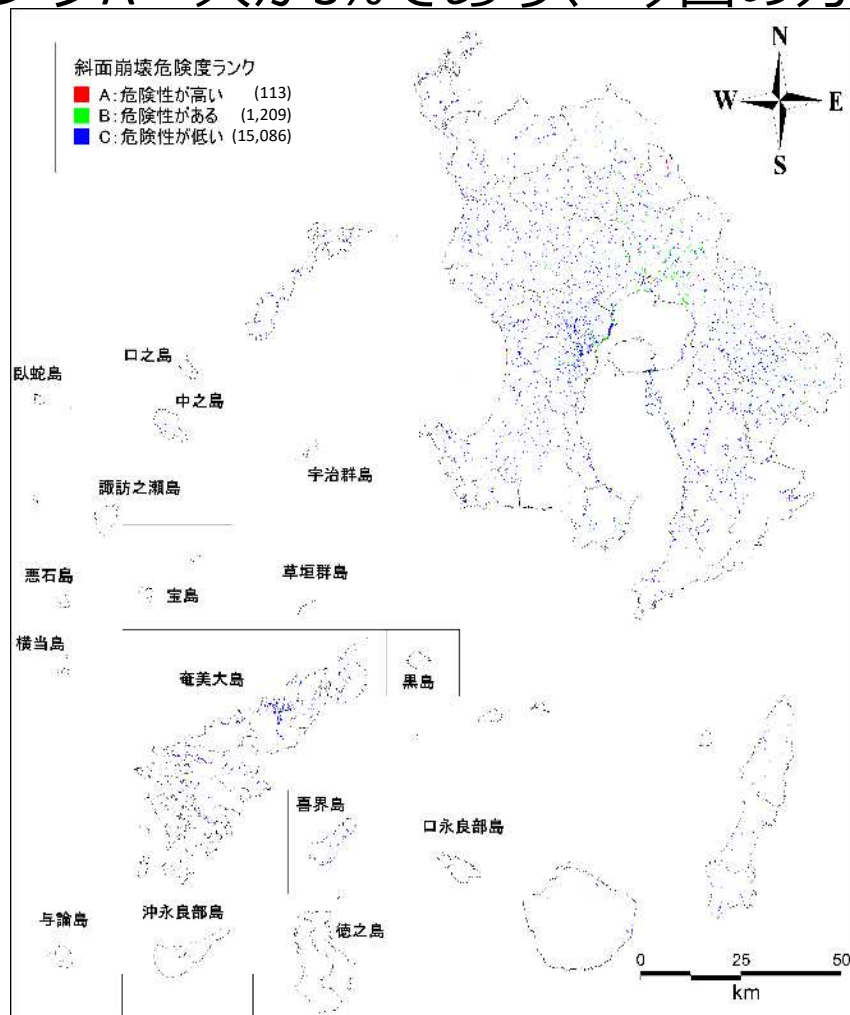 斜面崩壊危険度ランク
A:危険性が高い (113)
B:危険性がある (1,209)
C:危険性が低い (15,086)
N
W E
S
口之島
臥蛇島
中之島
宇治群島
諏訪之瀬島
悪石島
宝島
草垣群島
横当島
奄美大島
黒島
喜界島
口永良部島
与論島
沖永良部島
徳之島
0 25 50
km